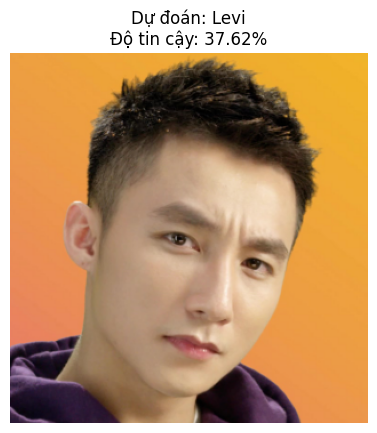 Dự đoán: Levi
Độ tin cậy: 37.62%